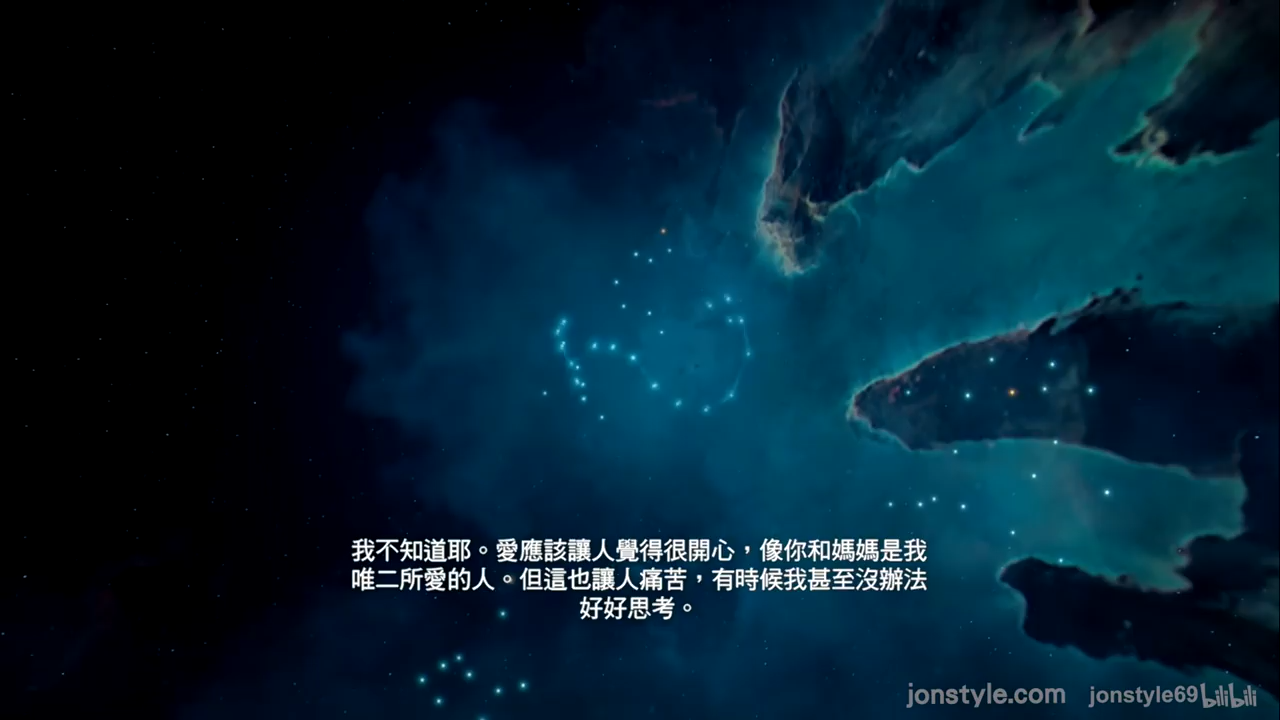 我不知道耶。愛應該讓人覺得很開心，像你和媽媽是我
唯二所愛的人。但這也讓人痛苦，有時候我甚至沒辦法
好好思考。
jonstyle.com jonstyle69 bilibili